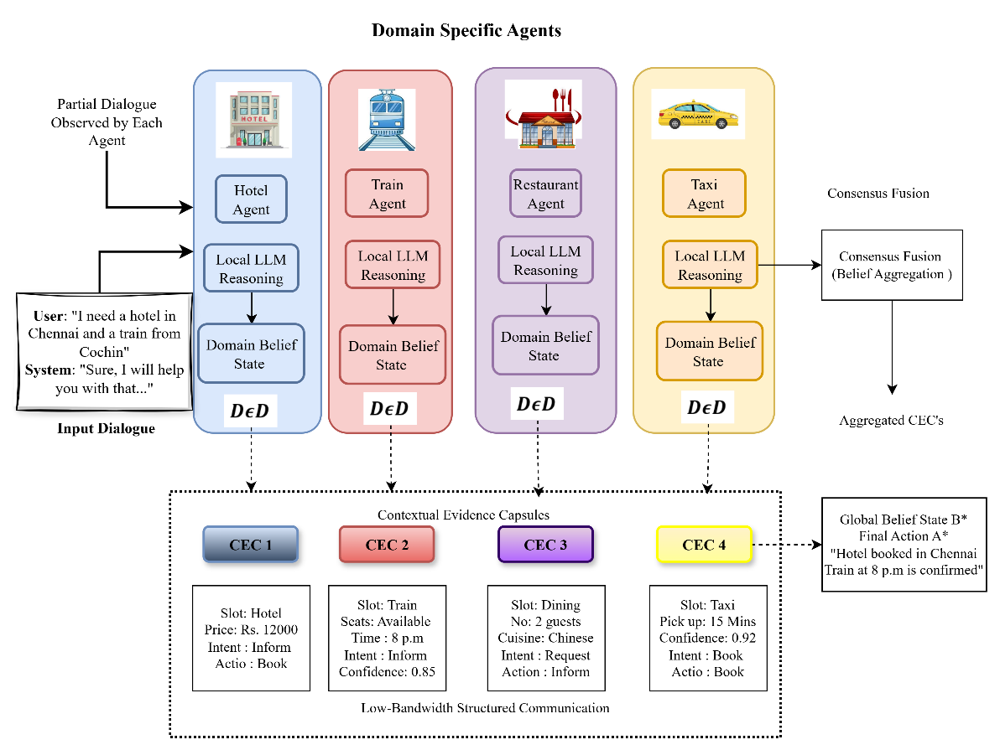 Domain Specific Agents
Partial Dialogue
Observed by Each
Agent
User: "I need a hotel in
Chennai and a train from
Cochin"
System: "Sure, I will help
you with that..."
Input Dialogue
HOTEL
Hotel
Agent
Local LLM
Reasoning
Domain Belief
State
DϵD
Train
Agent
Local LLM
Reasoning
Domain Belief
State
DϵD
Restaurant
Agent
Local LLM
Reasoning
Domain Belief
State
DϵD
TAXI
Taxi
Agent
Local LLM
Reasoning
Domain Belief
State
DϵD
Consensus Fusion
Consensus Fusion
(Belief Aggregation )
Aggregated CEC's
Contextual Evidence Capsules
CEC 1
Slot: Hotel
Price: Rs. 12000
Intent : Inform
Actio : Book
CEC 2
Slot: Train
Seats: Available
Time : 8 p.m
Intent : Inform
Confidence: 0.85
CEC 3
Slot: Dining
No: 2 guests
Cuisine: Chinese
Intent : Request
Action : Inform
CEC 4
Slot: Taxi
Pick up: 15 Mins
Confidence: 0.92
Intent : Book
Actio : Book
Low-Bandwidth Structured Communication
Global Belief State B*
Final Action A*
"Hotel booked in Chennai
Train at 8 p.m is confirmed"